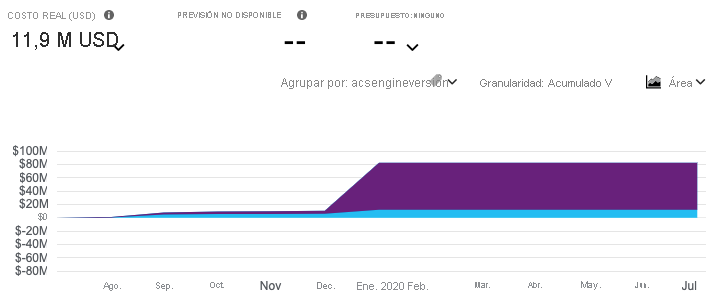 COSTO REAL (USD) PREVISIÓN NO DISPONIBLE PRESUPUESTO: NINGUNO
11,9 M USD -- --
Agrupar por: acsengineversion Granularidad: Acumulado V Área
$100M
$80M
$60M
$40M
$20M
$0
$-20M
$-40M
$-60M
$-80M
Ago. Sep. Oct. Nov Dec. Ene. 2020 Feb. Mar. Abr. May. Jun. Jul